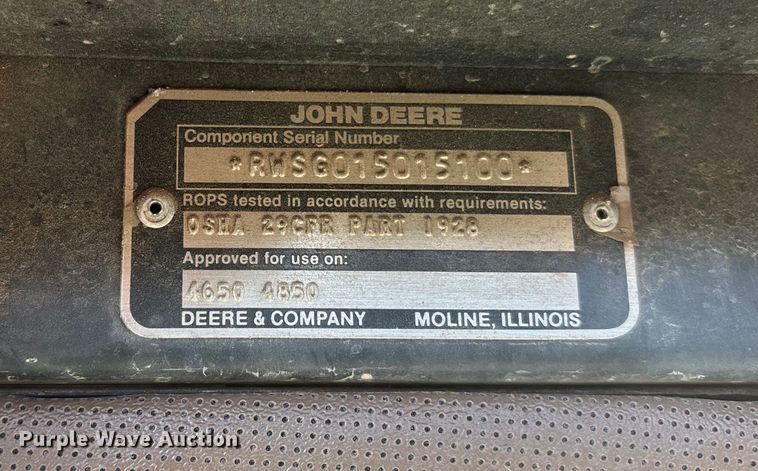 JOHN DEERE
Component Serial Number
*RWSG015015100*
ROPS tested in accordance with requirements:
OSHA 29CFR PART 1928
Approved for use on:
4650 4850
DEERE & COMPANY MOLINE, ILLINOIS
Purple Wave Auction